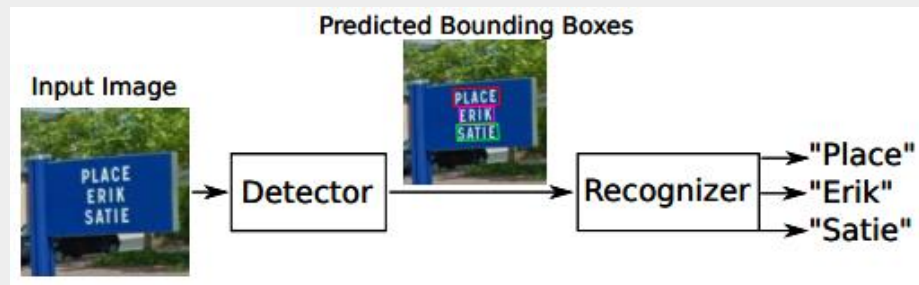 Predicted Bounding Boxes
Input Image
PLACE
ERIK
SATIE
PLACE
ERIK
SATIE
Detector
Recognizer
"Place"
"Erik"
"Satie"